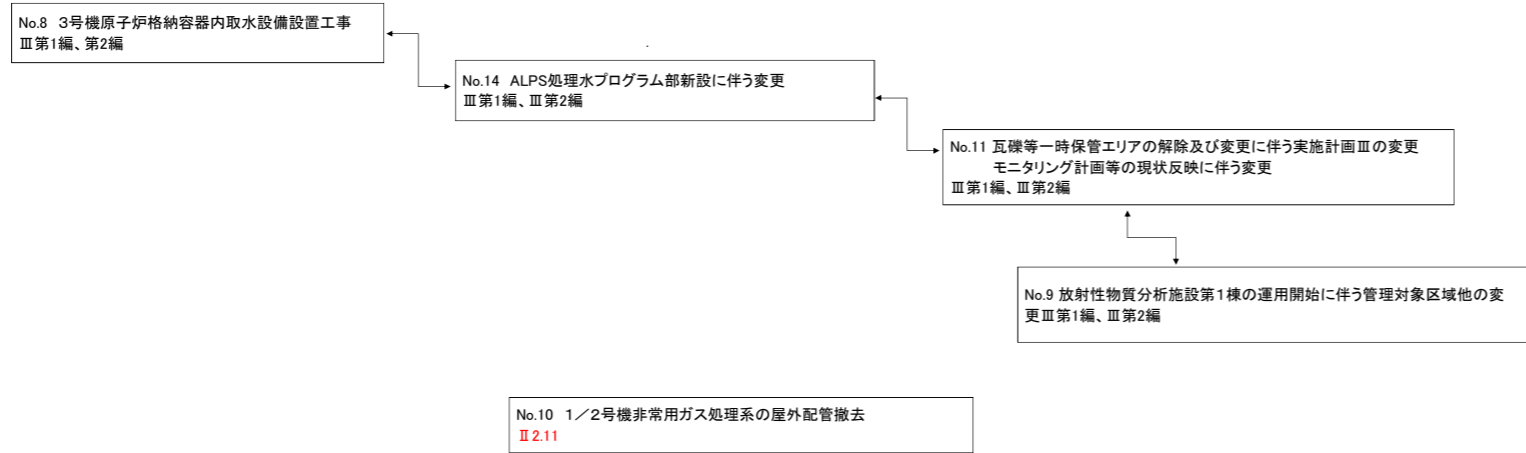 No.8 3号機原子炉格納容器内取水設備設置工事
Ⅲ第1編、第2編
No.14 ALPS処理水プログラム部新設に伴う変更
Ⅲ第1編、Ⅲ第2編
No.11 瓦礫等一時保管エリアの解除及び変更に伴う実施計画Ⅲの変更
モニタリング計画等の現状反映に伴う変更
Ⅲ第1編、Ⅲ第2編
No.9 放射性物質分析施設第1棟の運用開始に伴う管理対象区域他の変
更Ⅲ第1編、Ⅲ第2編
No.10 1/2号機非常用ガス処理系の屋外配管撤去
Ⅱ2.11